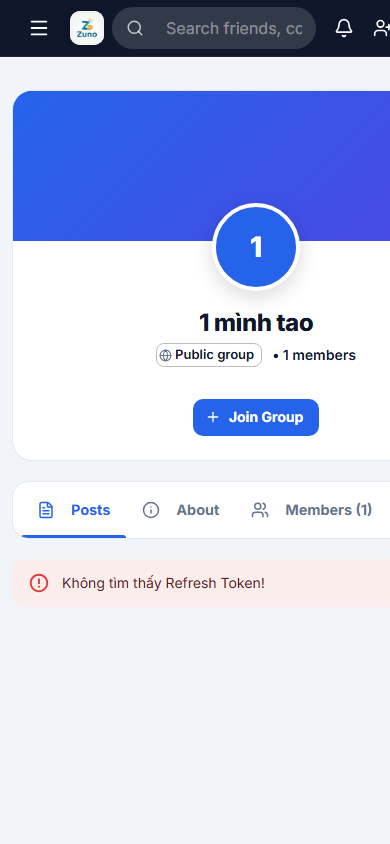 Zuno
Search friends, cc
1
1 mình tao
Public group • 1 members
+ Join Group
Posts About Members (1)
Không tìm thấy Refresh Token!